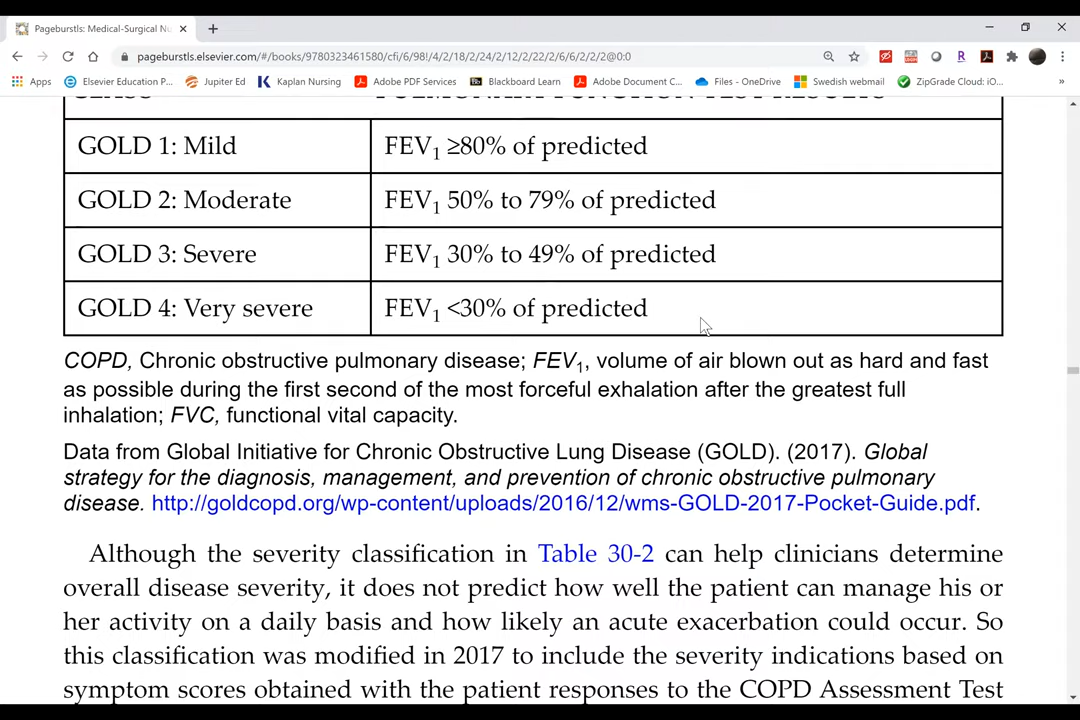 Pageburstls: Medical-Surgical Nu
pageburstls.elsevier.com/#/books/9780323461580/cfi/6/98!/4/2/18/2/24/2/12/2/22/2/6/6/2/2/2@0:0
Apps Elsevier Education P... Jupiter Ed Kaplan Nursing Adobe PDF Services Blackboard Learn Adobe Document C... Files - OneDrive Swedish webmail ZipGrade Cloud: iO... »
CLASS PULMONARY FUNCTION TEST RESULTS
GOLD 1: Mild FEV1 ≥80% of predicted
GOLD 2: Moderate FEV1 50% to 79% of predicted
GOLD 3: Severe FEV1 30% to 49% of predicted
GOLD 4: Very severe FEV1 <30% of predicted
COPD, Chronic obstructive pulmonary disease; FEV1, volume of air blown out as hard and fast
as possible during the first second of the most forceful exhalation after the greatest full
inhalation; FVC, functional vital capacity.
Data from Global Initiative for Chronic Obstructive Lung Disease (GOLD). (2017). Global
strategy for the diagnosis, management, and prevention of chronic obstructive pulmonary
disease. http://goldcopd.org/wp-content/uploads/2016/12/wms-GOLD-2017-Pocket-Guide.pdf.
Although the severity classification in Table 30-2 can help clinicians determine
overall disease severity, it does not predict how well the patient can manage his or
her activity on a daily basis and how likely an acute exacerbation could occur. So
this classification was modified in 2017 to include the severity indications based on
symptom scores obtained with the patient responses to the COPD Assessment Test